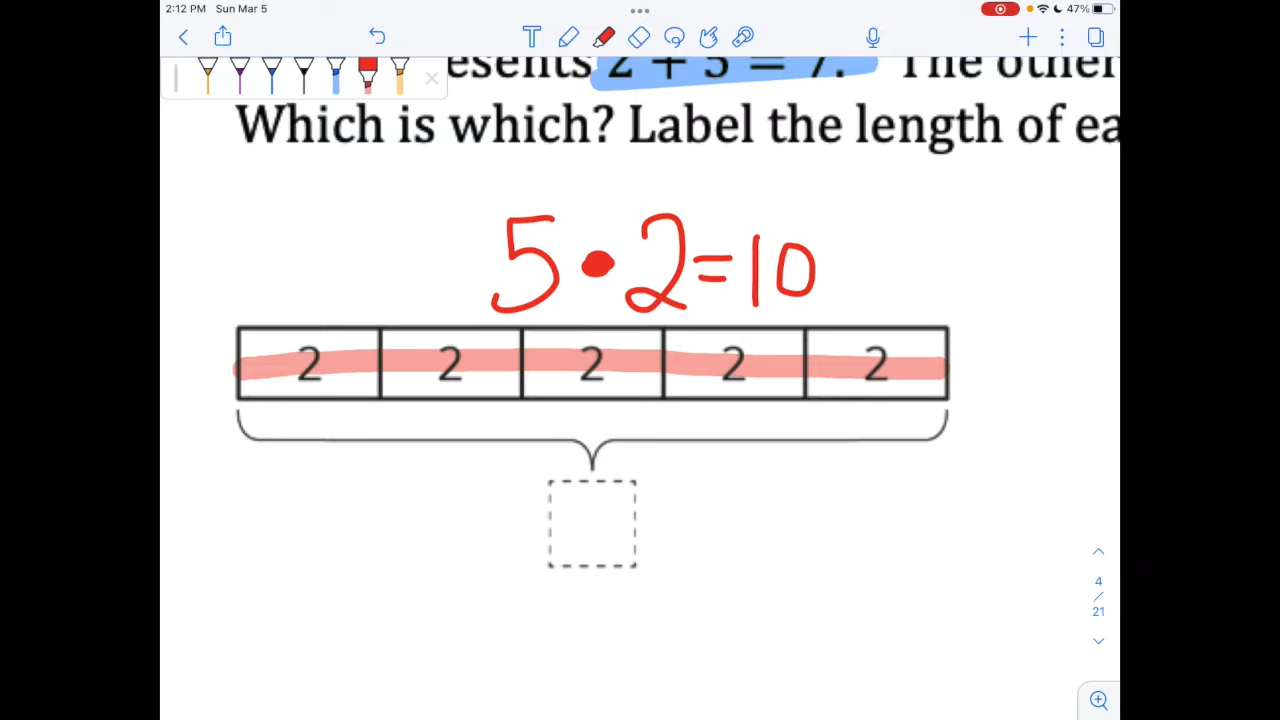 2:12 PM Sun Mar 5
47%
esents 2 + 5 = 7. The other
Which is which? Label the length of ea
5 • 2 = 10
2 2 2 2 2
4
/
21